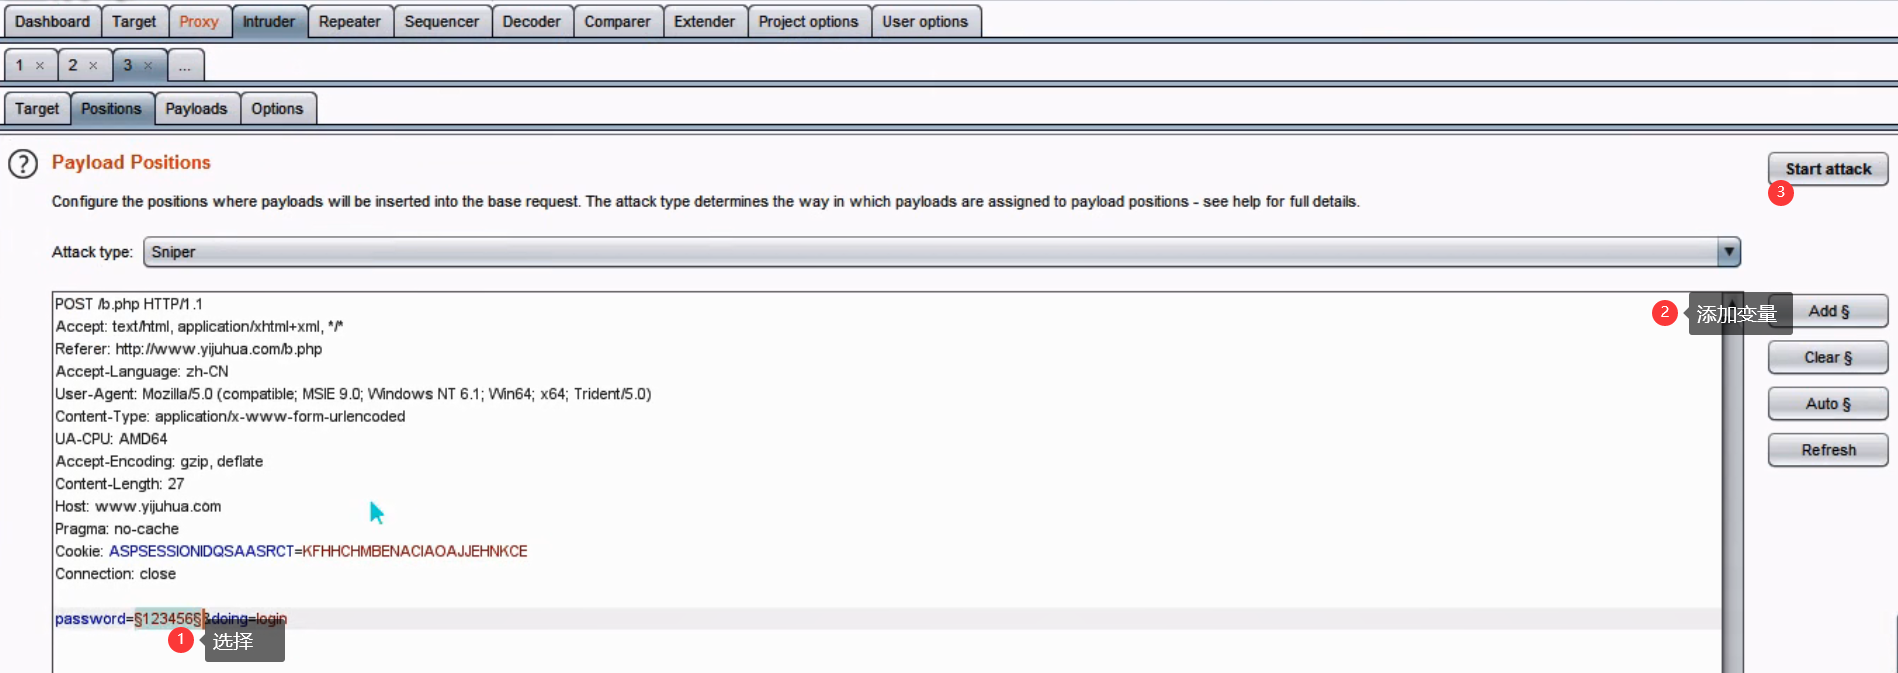 Dashboard Target Proxy Intruder Repeater Sequencer Decoder Comparer Extender Project options User options
1 × 2 × 3 × ...
Target Positions Payloads Options
? Payload Positions
Start attack
3
Configure the positions where payloads will be inserted into the base request. The attack type determines the way in which payloads are assigned to payload positions - see help for full details.
Attack type: Sniper
POST /b.php HTTP/1.1
2 添加变量 Add §
Accept: text/html, application/xhtml+xml, */*
Referer: http://www.yijuhua.com/b.php
Clear §
Accept-Language: zh-CN
User-Agent: Mozilla/5.0 (compatible; MSIE 9.0; Windows NT 6.1; Win64; x64; Trident/5.0)
Auto §
Content-Type: application/x-www-form-urlencoded
UA-CPU: AMD64
Refresh
Accept-Encoding: gzip, deflate
Content-Length: 27
Host: www.yijuhua.com
Pragma: no-cache
Cookie: ASPSESSIONIDQSAASRCT=KFHHCHMBENACIAOAJJEHNKCE
Connection: close
password=§123456§&doing=login
1 选择